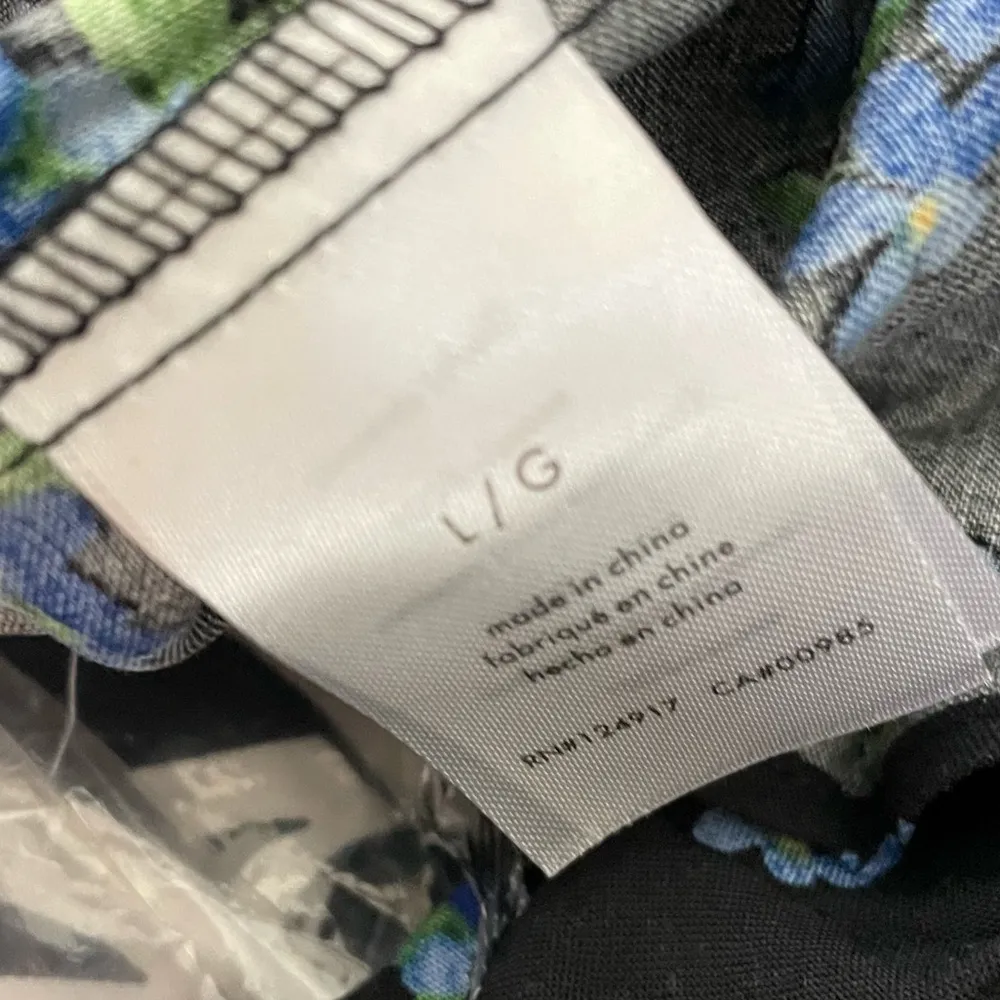 L / G
made in china
fabriqué en chine
hecho en china
RN#124917 CA#00985